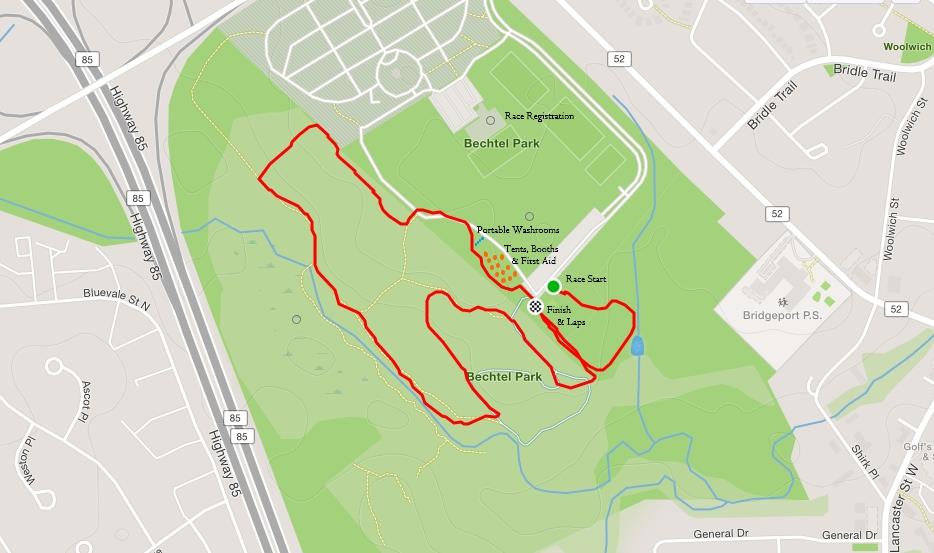 85
52
Woolwich
Bridle Trail
Bridle Trail
Highway 85
Woolwich St
Race Registration
Bechtel Park
85
52
Highway 85
Woolwich St
Portable Washrooms
Tents, Booths
& First Aid
Race Start
Bluevale St N
Finish
& Laps
Bridgeport P.S.
52
Bechtel Park
Ascot Pl
85
85
Weston Pl
Highway 85
Shirk Pl
Golf's
& S
Lancaster St W
General Dr
General Dr